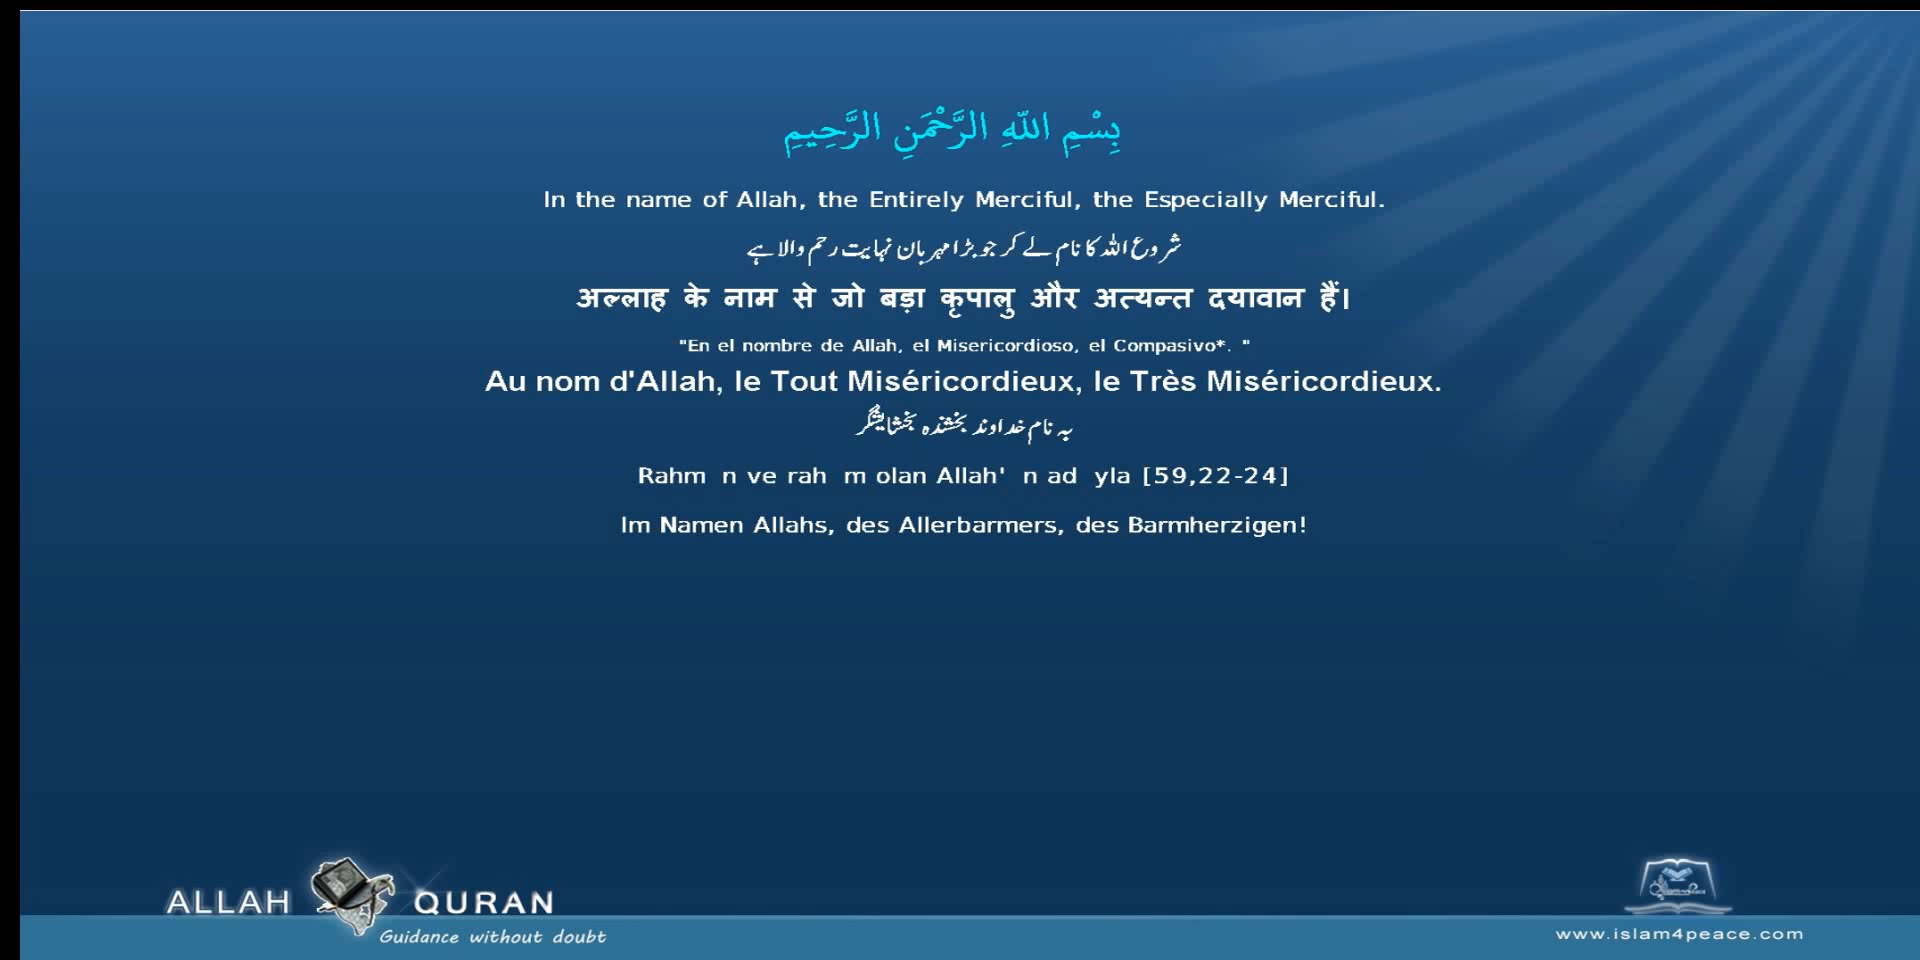 بِسْمِ اللَّهِ الرَّحْمَنِ الرَّحِيمِ
In the name of Allah, the Entirely Merciful, the Especially Merciful.
شروع الله کا نام لے کر جو بڑا مہربان نہایت رحم والا ہے
अल्लाह के नाम से जो बड़ा कृपालु और अत्यन्त दयावान हैं।
"En el nombre de Allah, el Misericordioso, el Compasivo*. "
Au nom d'Allah, le Tout Miséricordieux, le Très Miséricordieux.
به نام خداوند بخشنده بخشایشگر
Rahm n ve rah m olan Allah' n ad yla [59,22-24]
Im Namen Allahs, des Allerbarmers, des Barmherzigen!
ALLAH QURAN
Guidance without doubt
www.islam4peace.com